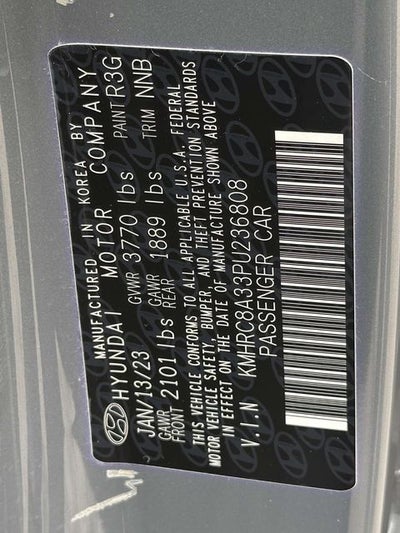 MANUFACTURED IN KOREA BY
HYUNDAI MOTOR COMPANY
JAN/13/23 GVWR 3770 lbs PAINT R3G
GAWR FRONT 2101 lbs GAWR REAR 1889 lbs TRIM NNB
THIS VEHICLE CONFORMS TO ALL APPLICABLE U.S.A. FEDERAL
MOTOR VEHICLE SAFETY, BUMPER, AND THEFT PREVENTION STANDARDS
IN EFFECT ON THE DATE OF MANUFACTURE SHOWN ABOVE
V.I.N KMHRC8A33PU236808
PASSENGER CAR